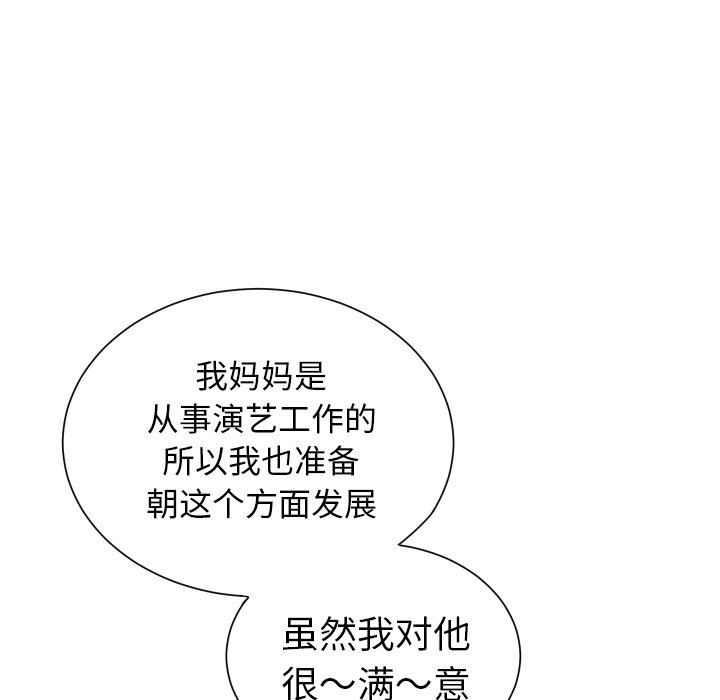 我妈妈是
从事演艺工作的
所以我也准备
朝这个方面发展
虽然我对他
很～满～意